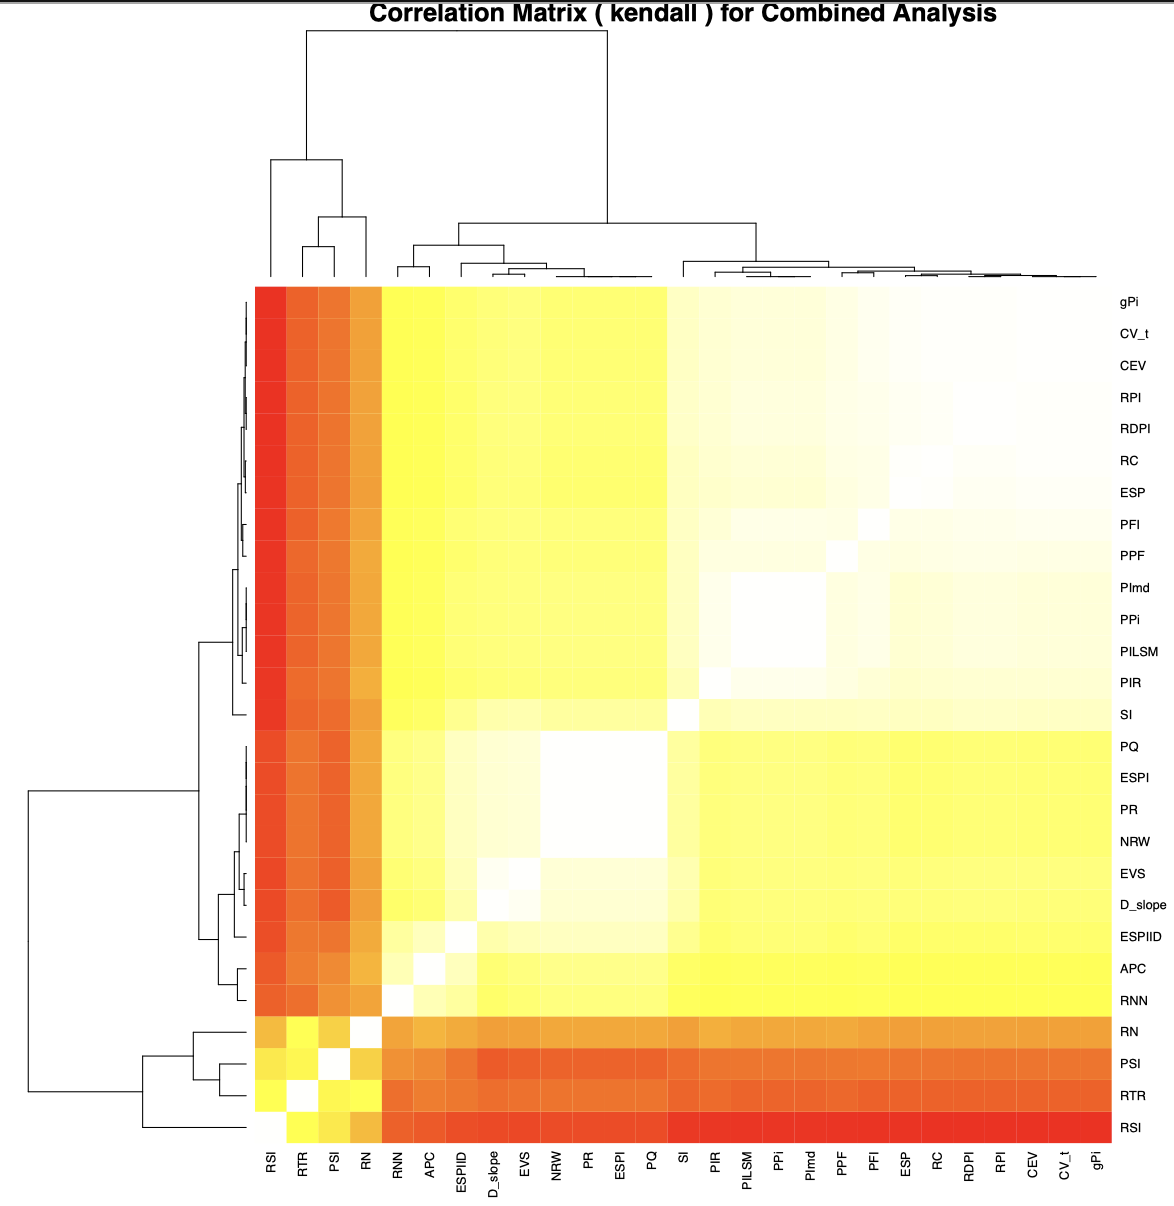 Correlation Matrix ( kendall ) for Combined Analysis
gPi
CV_t
CEV
RPI
RDPI
RC
ESP
PFI
PPF
PImd
PPi
PILSM
PIR
SI
PQ
ESPI
PR
NRW
EVS
D_slope
ESPIID
APC
RNN
RN
PSI
RTR
RSI
RSI
RTR
PSI
RN
RNN
APC
ESPIID
D_slope
EVS
NRW
PR
ESPI
PQ
SI
PIR
PILSM
PPi
PImd
PPF
PFI
ESP
RC
RDPI
RPI
CEV
CV_t
gPi